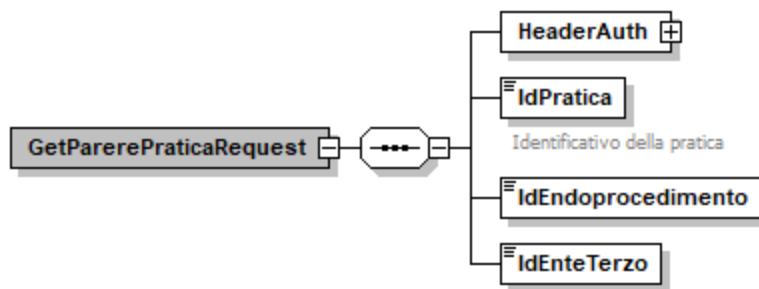 HeaderAuth
IdPratica
Identificativo della pratica
GetParerePraticaRequest
IdEndoprocedimento
IdEnteTerzo